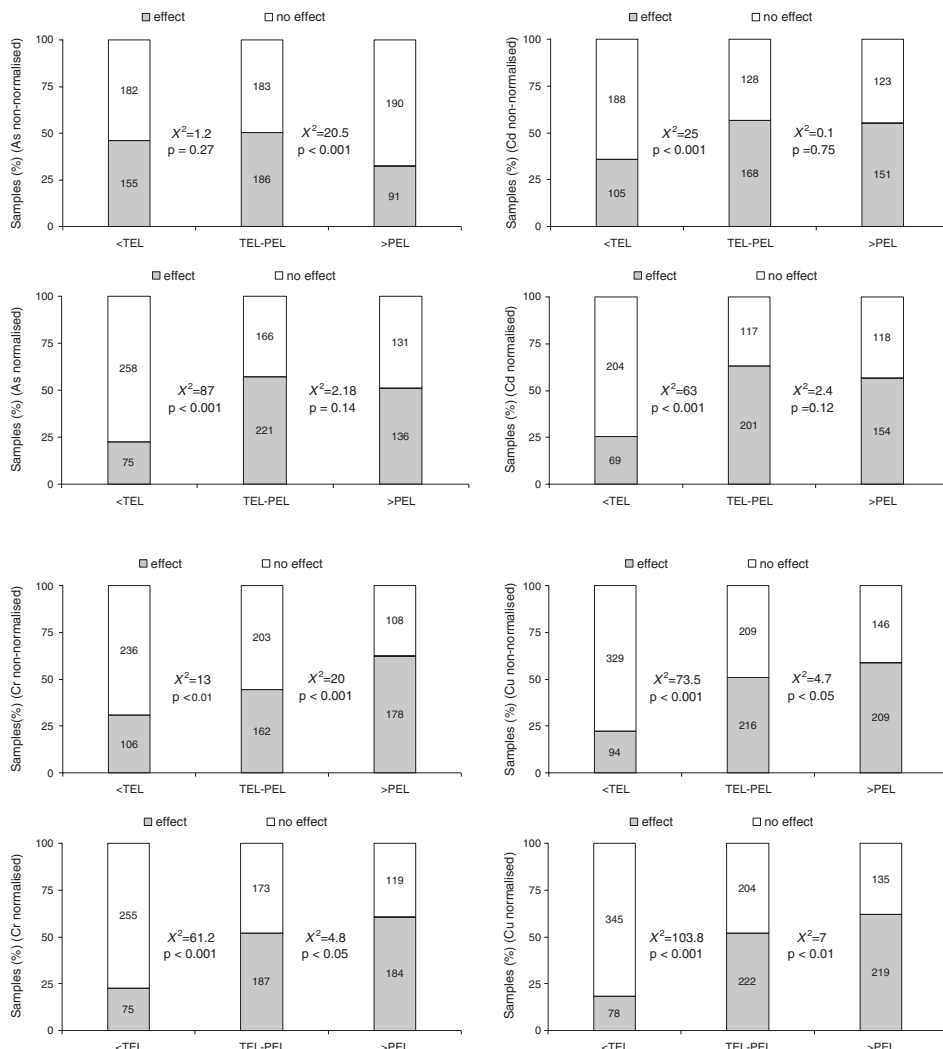 effect no effect
Samples (%) (As non-normalised)
100
75
50
25
0
182 183 190
155 186 91
X²=1.2
p = 0.27
X²=20.5
p < 0.001
<TEL TEL-PEL >PEL
effect no effect
Samples (%) (Cd non-normalised)
100
75
50
25
0
188 128 123
105 168 151
X²=25
p < 0.001
X²=0.1
p =0.75
<TEL TEL-PEL >PEL
effect no effect
Samples (%) (As normalised)
100
75
50
25
0
258 166 131
75 221 136
X²=87
p < 0.001
X²=2.18
p = 0.14
<TEL TEL-PEL >PEL
effect no effect
Samples (%) (Cd normalised)
100
75
50
25
0
204 117 118
69 201 154
X²=63
p < 0.001
X²=2.4
p =0.12
<TEL TEL-PEL >PEL
effect no effect
Samples(%) (Cr non-normalised)
100
75
50
25
0
236 203 108
106 162 178
X²=13
p <0.01
X²=20
p < 0.001
<TEL TEL-PEL >PEL
effect no effect
Samples (%) (Cu non-normalised)
100
75
50
25
0
329 209 146
94 216 209
X²=73.5
p < 0.001
X²=4.7
p < 0.05
<TEL TEL-PEL >PEL
effect no effect
Samples (%) (Cr normalised)
100
75
50
25
0
255 173 119
75 187 184
X²=61.2
p < 0.001
X²=4.8
p < 0.05
<TEL TEL-PEL >PEL
effect no effect
Samples (%) (Cu normalised)
100
75
50
25
0
345 204 135
78 222 219
X²=103.8
p < 0.001
X²=7
p < 0.01
<TEL TEL-PEL >PEL